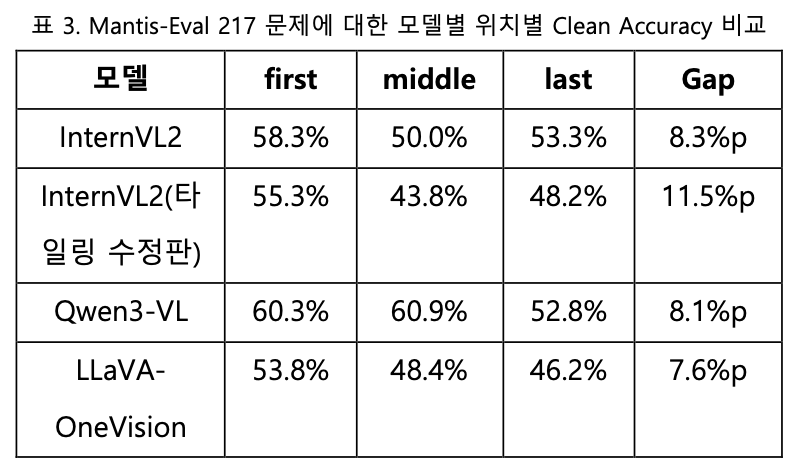 표 3. Mantis-Eval 217 문제에 대한 모델별 위치별 Clean Accuracy 비교
모델 first middle last Gap
InternVL2 58.3% 50.0% 53.3% 8.3%p
InternVL2(타 55.3% 43.8% 48.2% 11.5%p
일링 수정판)
Qwen3-VL 60.3% 60.9% 52.8% 8.1%p
LLaVA- 53.8% 48.4% 46.2% 7.6%p
OneVision